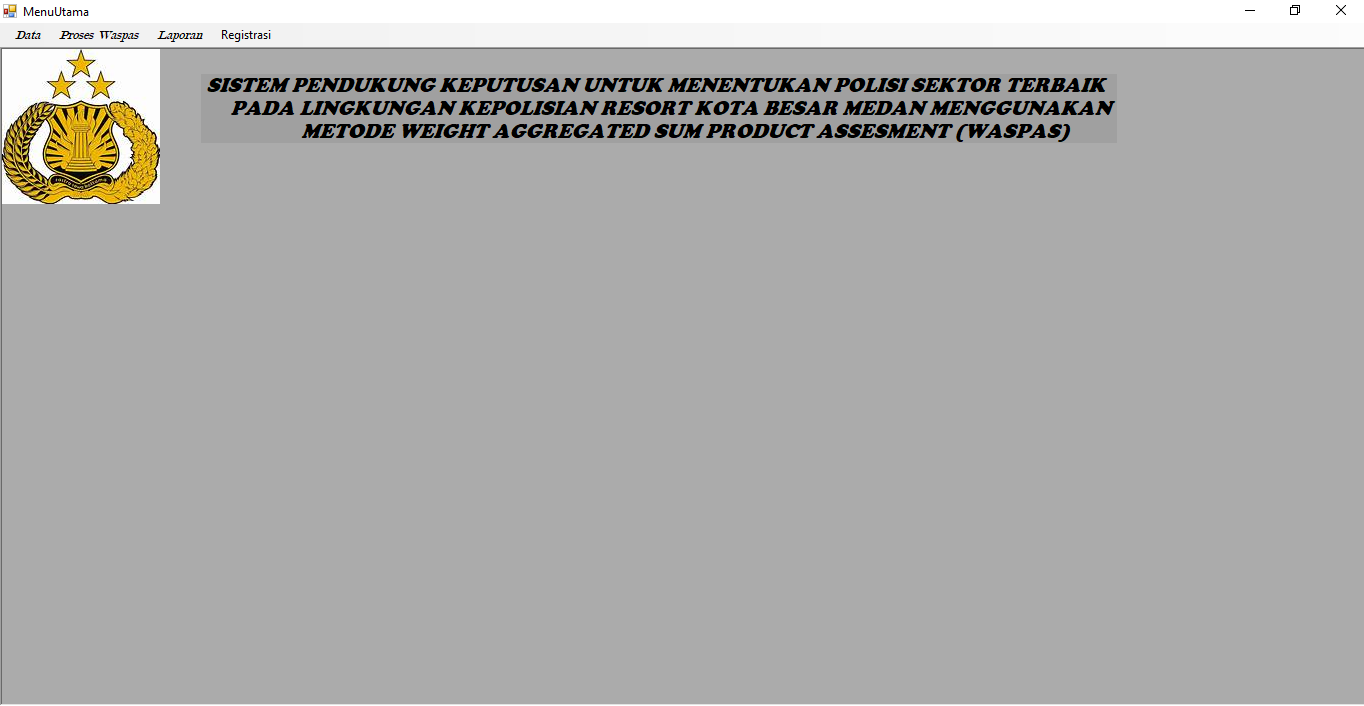 MenuUtama
Data Proses Waspas Laporan Registrasi
SISTEM PENDUKUNG KEPUTUSAN UNTUK MENENTUKAN POLISI SEKTOR TERBAIK
PADA LINGKUNGAN KEPOLISIAN RESORT KOTA BESAR MEDAN MENGGUNAKAN
METODE WEIGHT AGGREGATED SUM PRODUCT ASSESMENT (WASPAS)